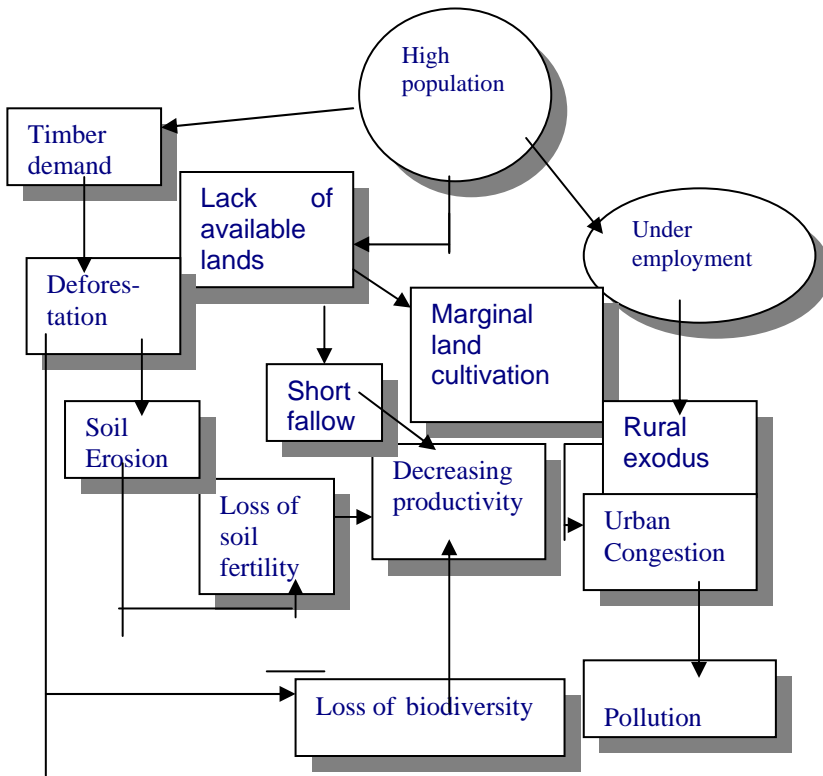 High
population
Timber
demand
Lack of
available
lands
Under
employment
Defores-
tation
Marginal
land
cultivation
Short
fallow
Soil
Erosion
Rural
exodus
Decreasing
productivity
Loss of
soil
fertility
Urban
Congestion
Loss of biodiversity
Pollution